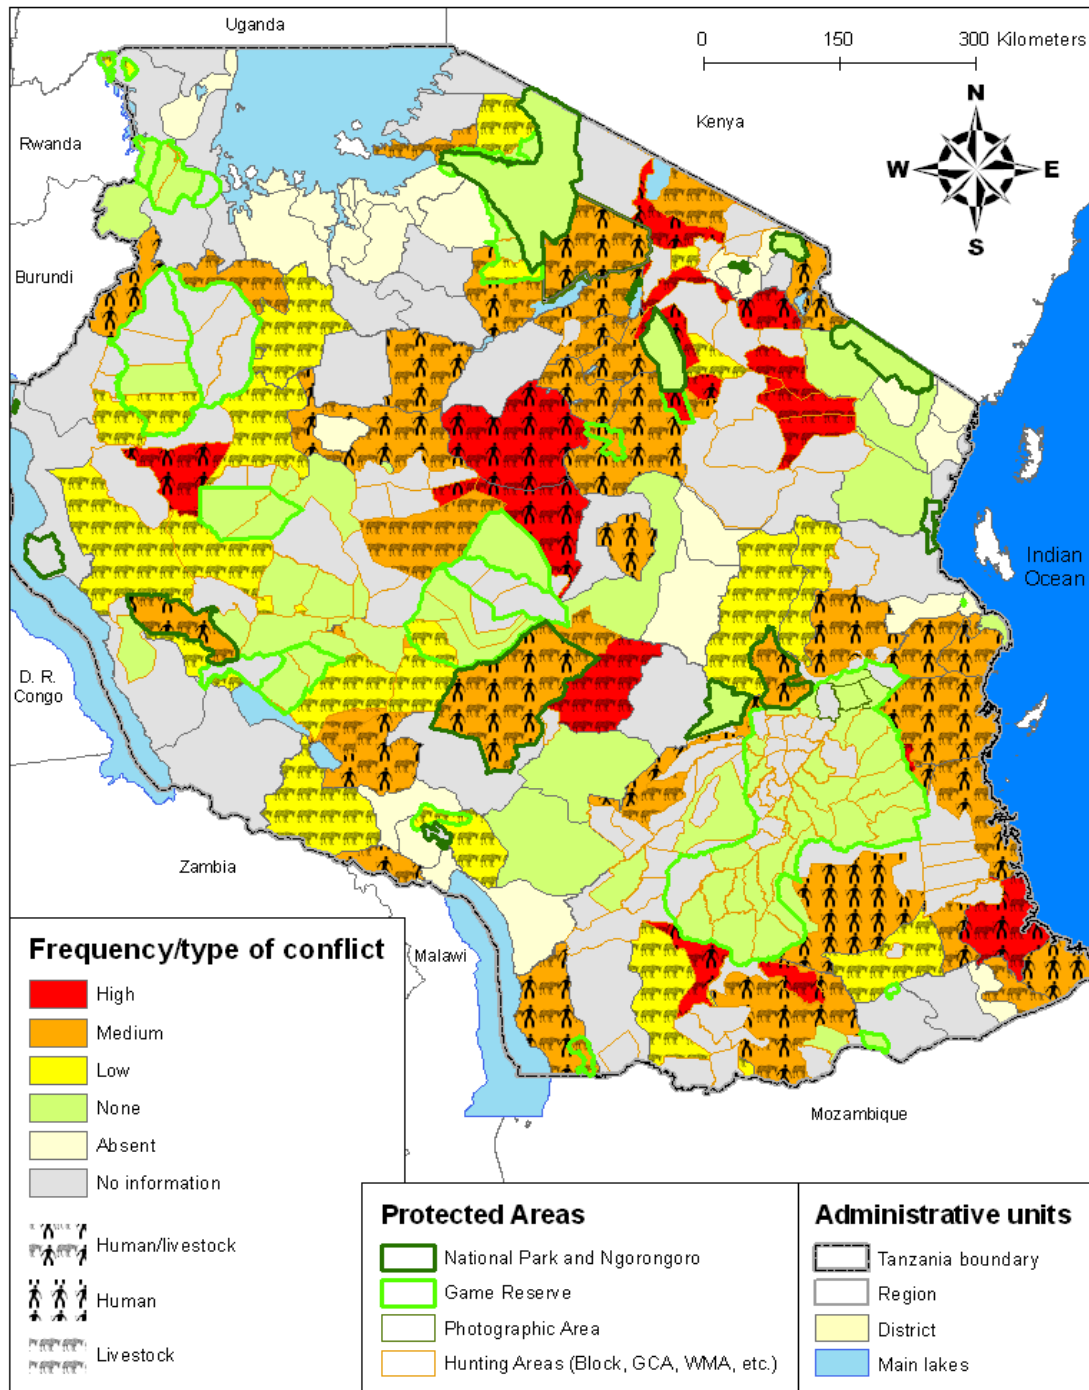 Uganda
0 150 300 Kilometers
Kenya
N
W E
S
Rwanda
Burundi
Indian
Ocean
D. R.
Congo
Zambia
Malawi
Mozambique
Frequency/type of conflict
High
Medium
Low
None
Absent
No information
Human/livestock
Human
Livestock
Protected Areas
National Park and Ngorongoro
Game Reserve
Photographic Area
Hunting Areas (Block, GCA, WMA, etc.)
Administrative units
Tanzania boundary
Region
District
Main lakes